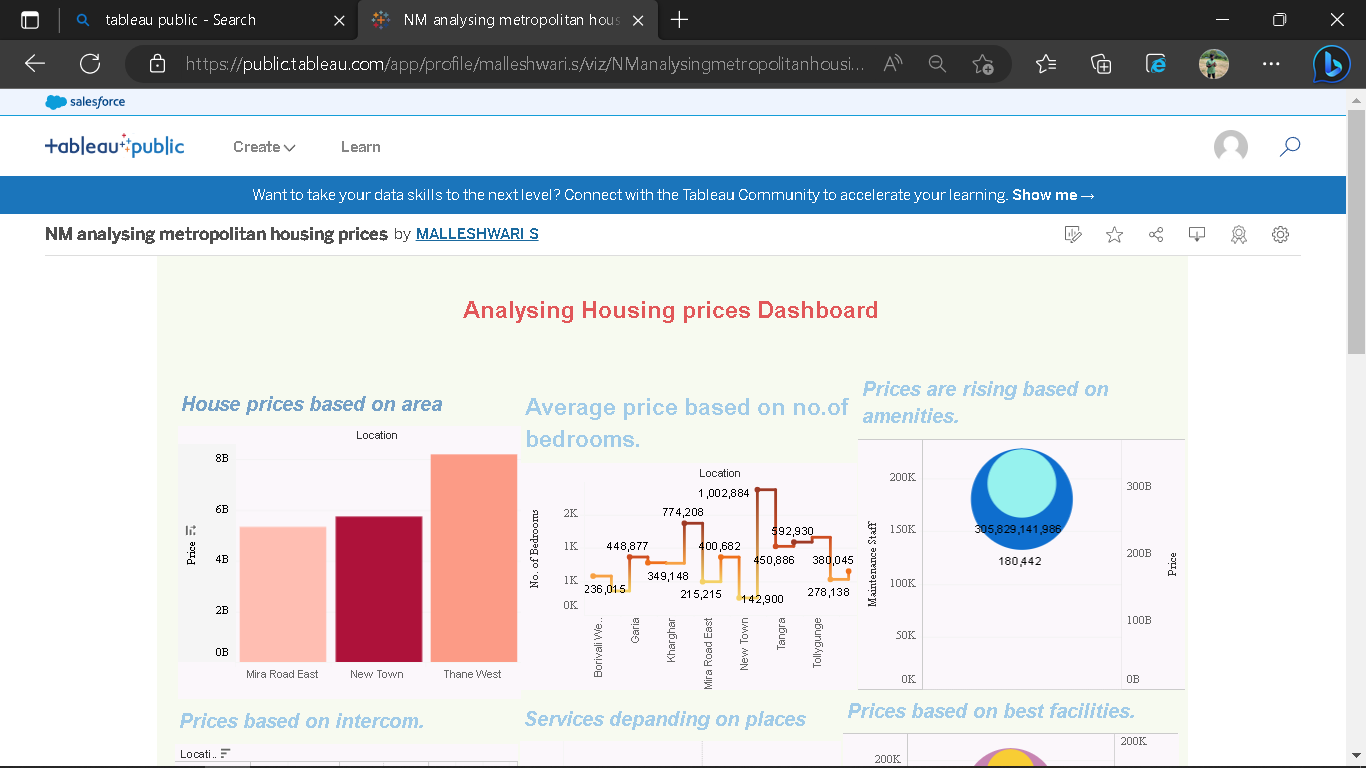 tableau public - Search
NM analysing metropolitan hous
https://public.tableau.com/app/profile/malleshwari.s/viz/NManalysingmetropolitanhousi...
salesforce
tableau public
Create
Learn
Want to take your data skills to the next level? Connect with the Tableau Community to accelerate your learning. Show me →
NM analysing metropolitan housing prices by MALLESHWARI S
Analysing Housing prices Dashboard
House prices based on area
Location
8B
6B
4B
2B
0B
Price
Mira Road East
New Town
Thane West
Average price based on no.of
bedrooms.
Location
No. of Bedrooms
2K
1K
1K
0K
1,002,884
774,208
592,930
448,877
400,682
450,886
380,045
349,148
236,015
215,215
142,900
278,138
Borivali We..
Garia
Kharghar
Mira Road East
New Town
Tangra
Tollygunge
Prices are rising based on
amenities.
200K
150K
100K
50K
0K
Maintenance Staff
305,829,141,986
180,442
300B
200B
100B
0B
Price
Prices based on intercom.
Locati..
Services depanding on places
Prices based on best facilities.
200K
200K